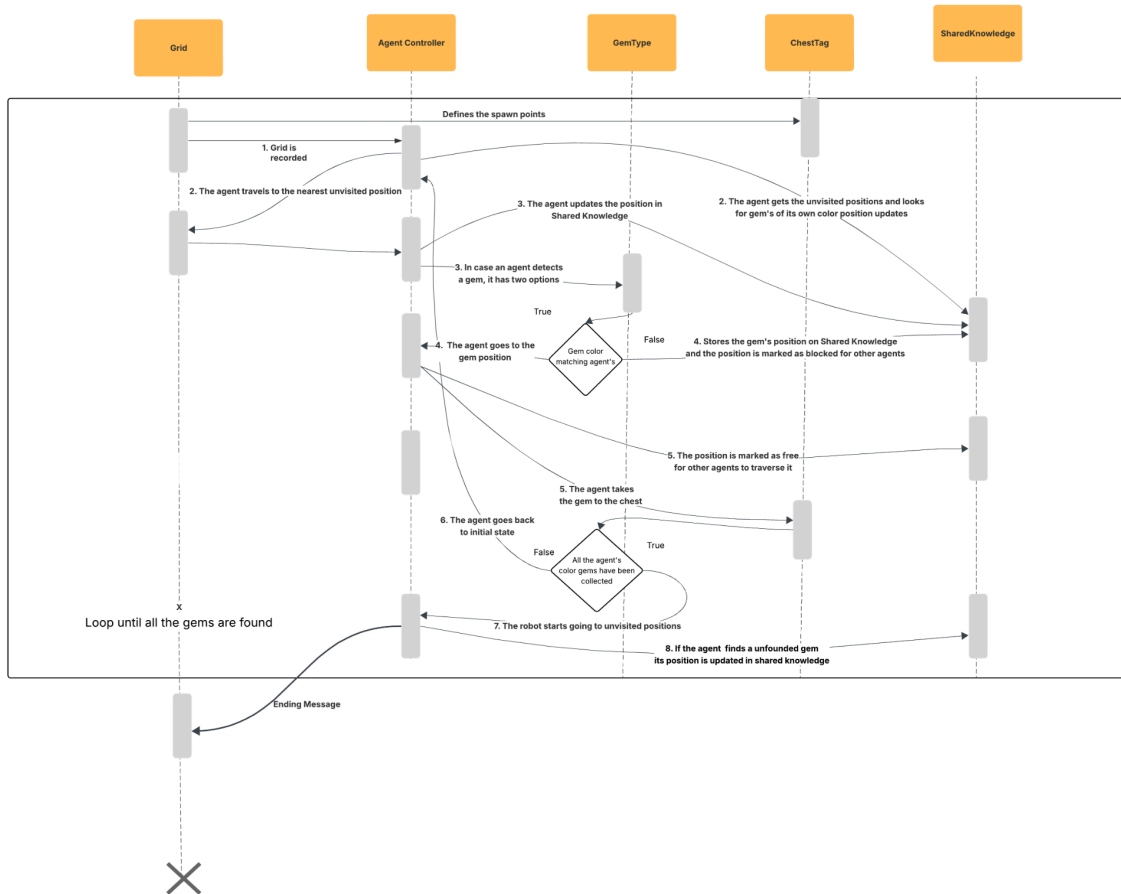 Grid
Agent Controller
GemType
ChestTag
SharedKnowledge
Defines the spawn points
1. Grid is
recorded
2. The agent travels to the nearest unvisited position
2. The agent gets the unvisited positions and looks
for gem's of its own color position updates
3. The agent updates the position in
Shared Knowledge
3. In case an agent detects
a gem, it has two options
True
False
Gem color
matching agent's
4. The agent goes to the
gem position
4. Stores the gem's position on Shared Knowledge
and the position is marked as blocked for other agents
5. The position is marked as free
for other agents to traverse it
5. The agent takes
the gem to the chest
6. The agent goes back
to initial state
False
True
All the agent's
color gems have been
collected
x
Loop until all the gems are found
7. The robot starts going to unvisited positions
8. If the agent finds a unfounded gem
its position is updated in shared knowledge
Ending Message